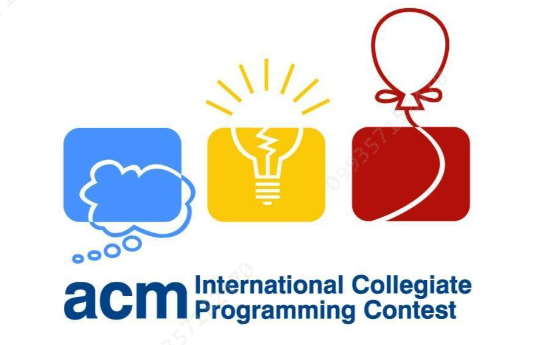 acm International Collegiate
Programming Contest